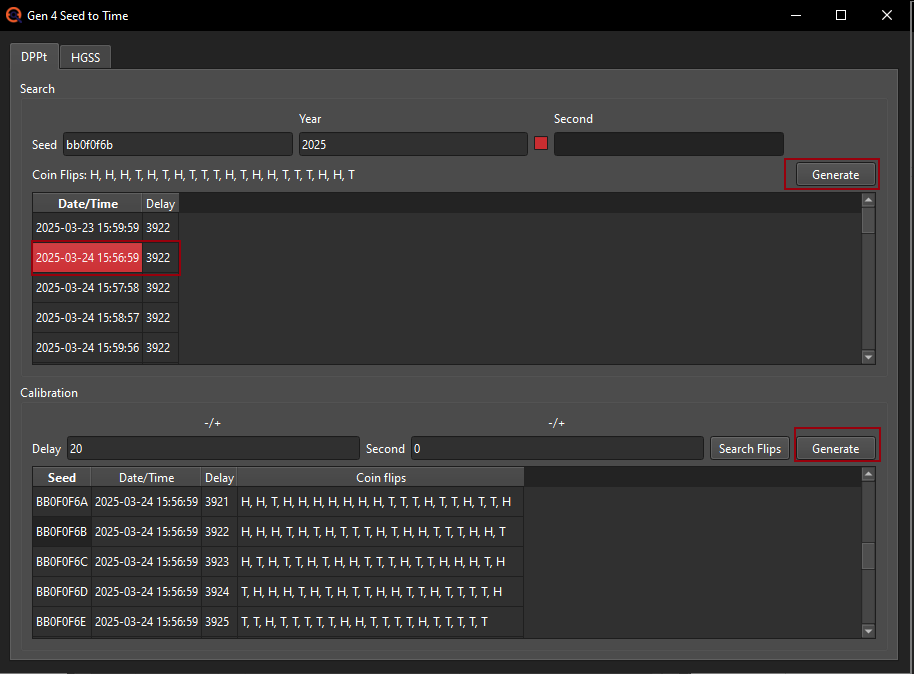 Gen 4 Seed to Time
DPPt HGSS
Search
Year Second
Seed bb0f0f6b 2025
Coin Flips: H, H, H, T, H, T, H, T, T, T, H, T, H, H, T, T, T, H, H, T
Generate
Date/Time Delay
2025-03-23 15:59:59 3922
2025-03-24 15:56:59 3922
2025-03-24 15:57:58 3922
2025-03-24 15:58:57 3922
2025-03-24 15:59:56 3922
Calibration
-/+ -/+
Delay 20 Second 0 Search Flips Generate
Seed Date/Time Delay Coin flips
BB0F0F6A 2025-03-24 15:56:59 3921 H, H, T, H, H, H, H, H, H, H, T, T, T, H, T, T, H, T, T, H
BB0F0F6B 2025-03-24 15:56:59 3922 H, H, H, T, H, T, H, T, T, T, H, T, H, H, T, T, T, H, H, T
BB0F0F6C 2025-03-24 15:56:59 3923 H, T, H, T, T, H, T, H, H, T, T, T, H, T, T, H, H, H, T, H
BB0F0F6D 2025-03-24 15:56:59 3924 T, H, H, H, T, H, T, H, T, T, H, H, T, T, H, T, T, T, T, H
BB0F0F6E 2025-03-24 15:56:59 3925 T, T, H, T, T, T, T, T, H, H, T, T, T, T, H, T, T, T, T, T